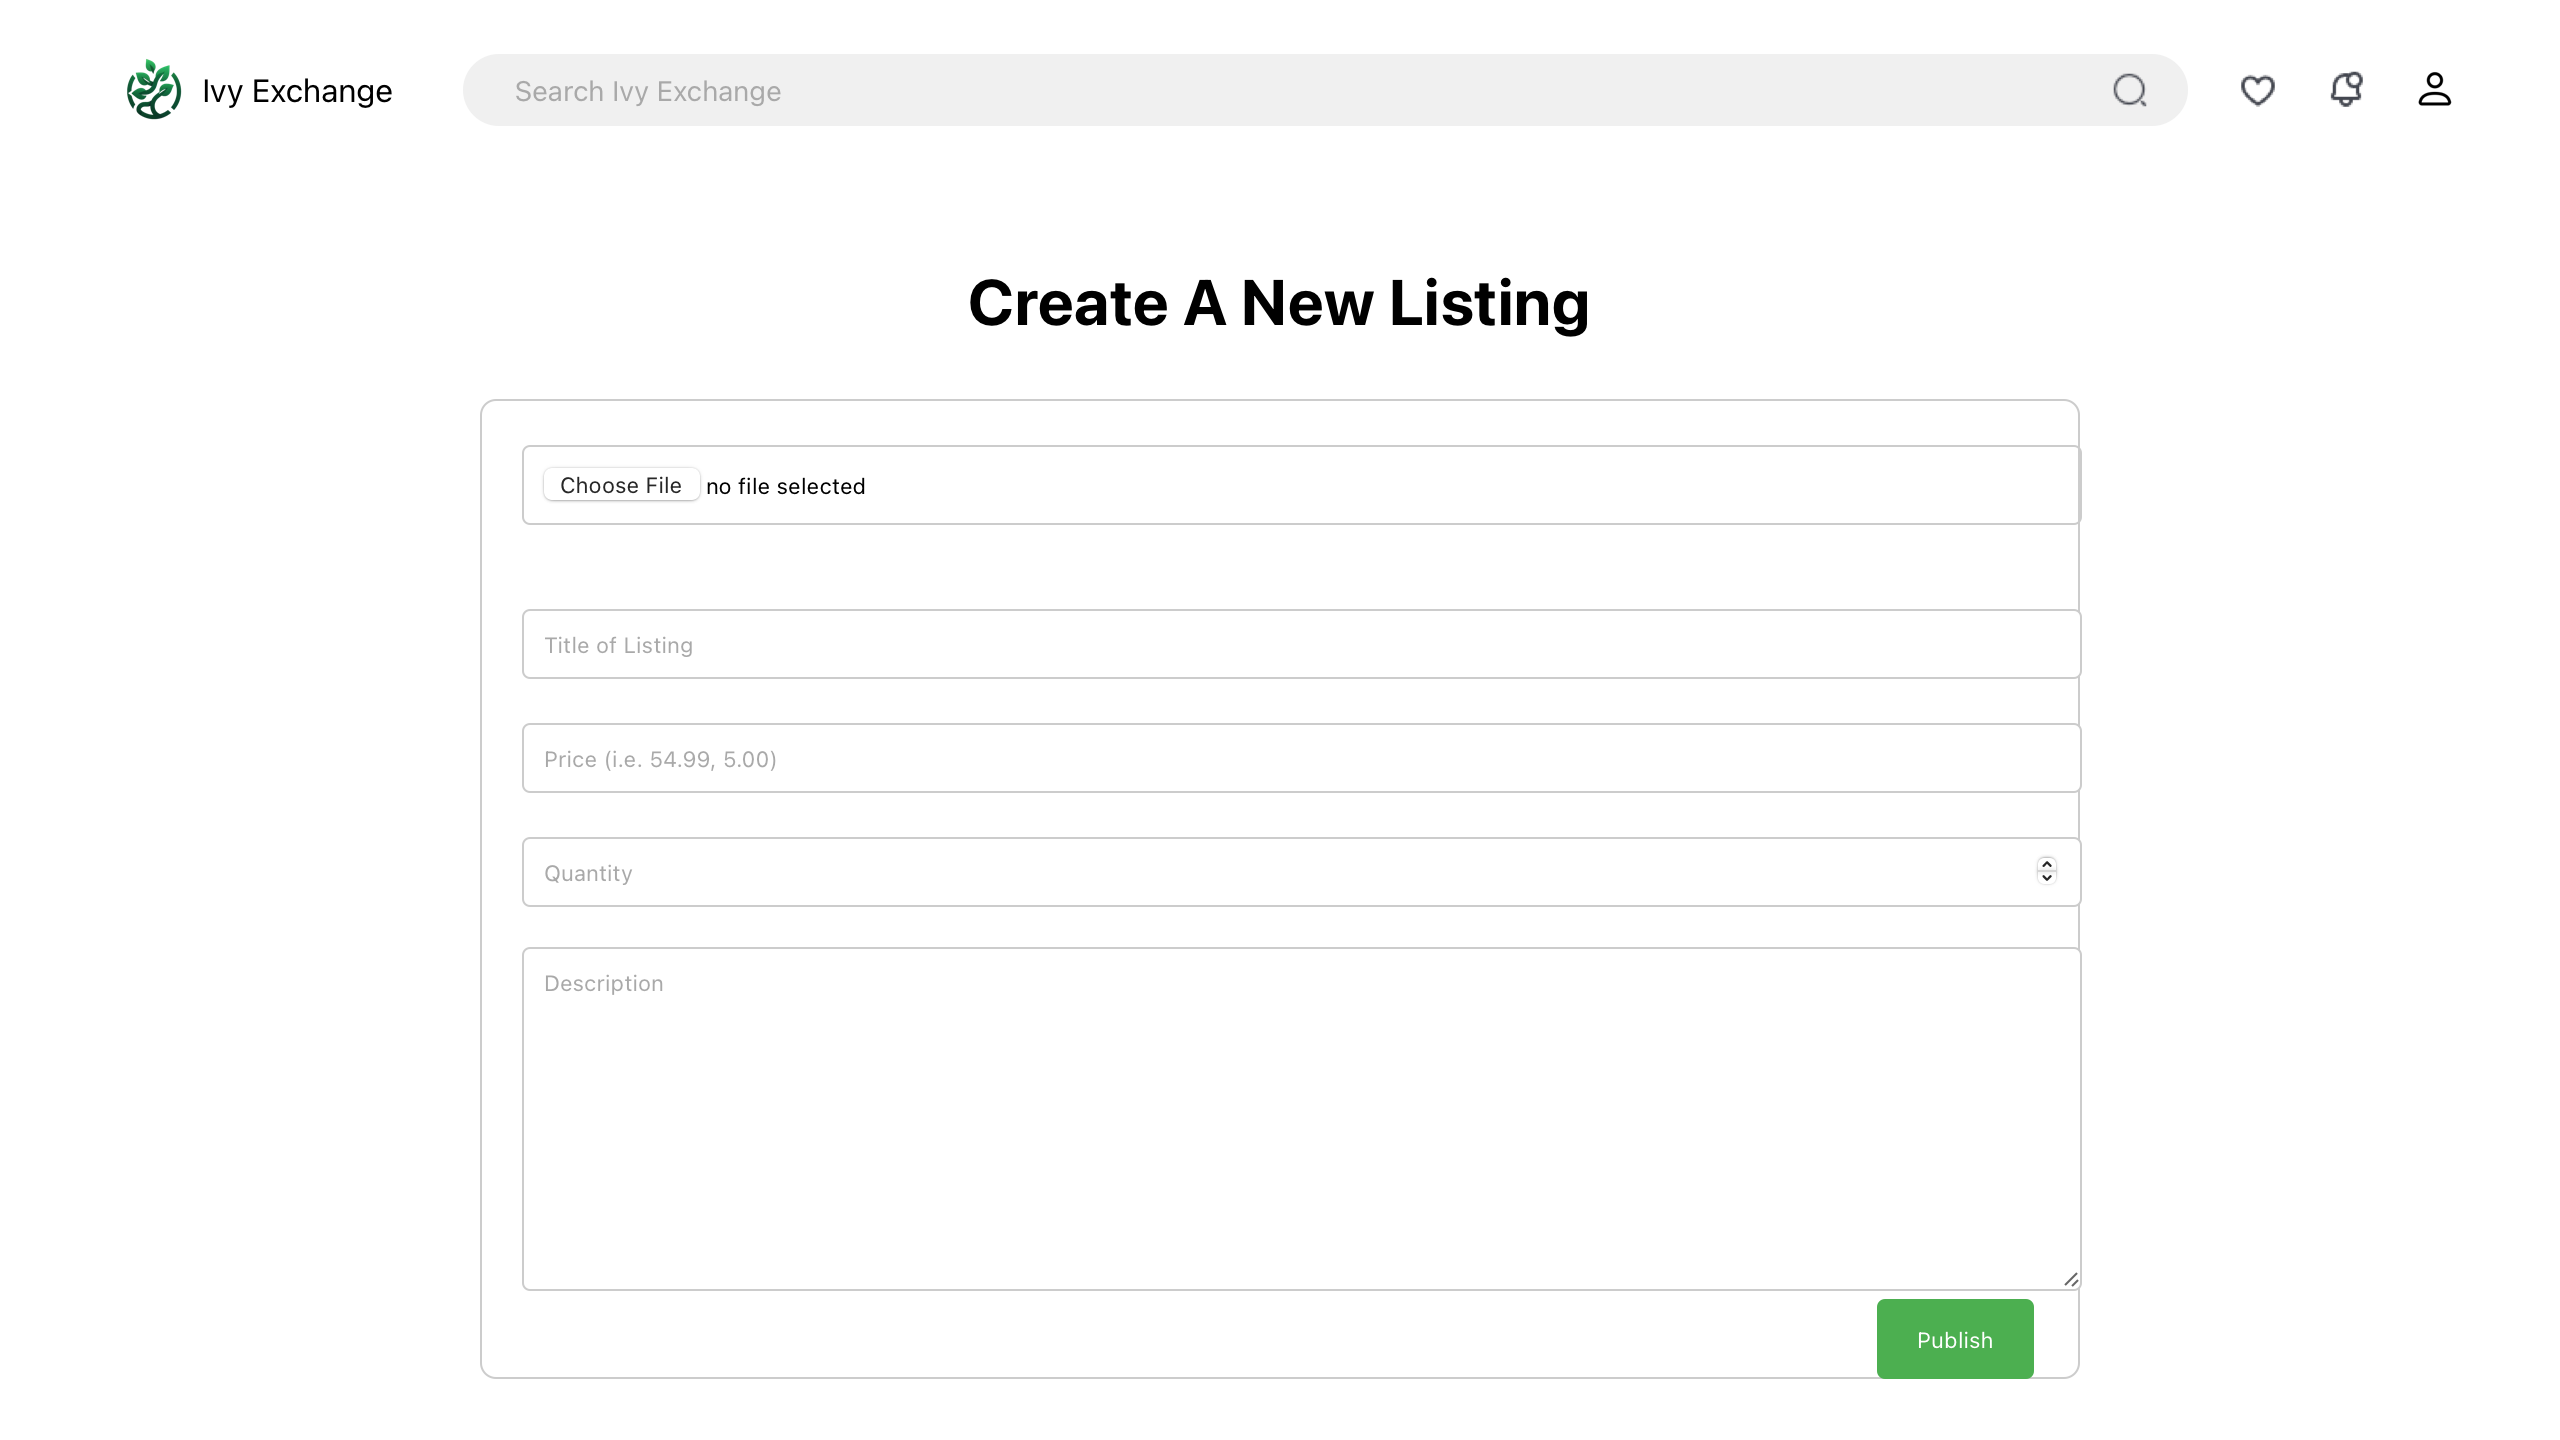 Ivy Exchange
Search Ivy Exchange
Create A New Listing
Choose File no file selected
Title of Listing
Price (i.e. 54.99, 5.00)
Quantity
Description
Publish